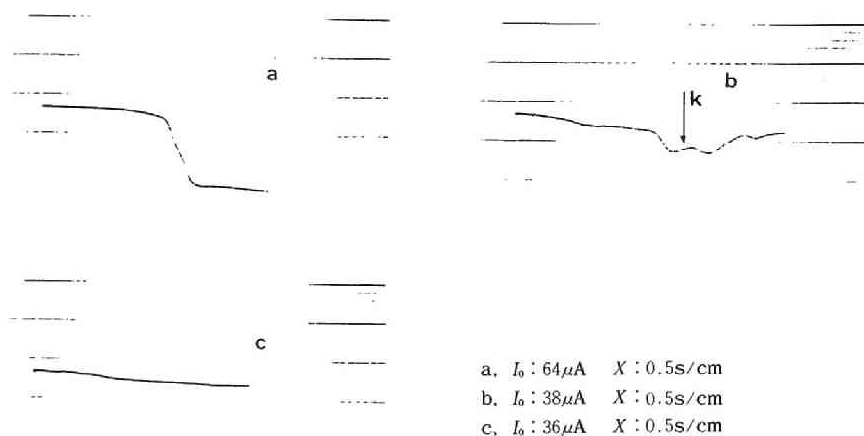 a
b
k
c
a, I₀ : 64μA X : 0.5s/cm
b, I₀ : 38μA X : 0.5s/cm
c, I₀ : 36μA X : 0.5s/cm